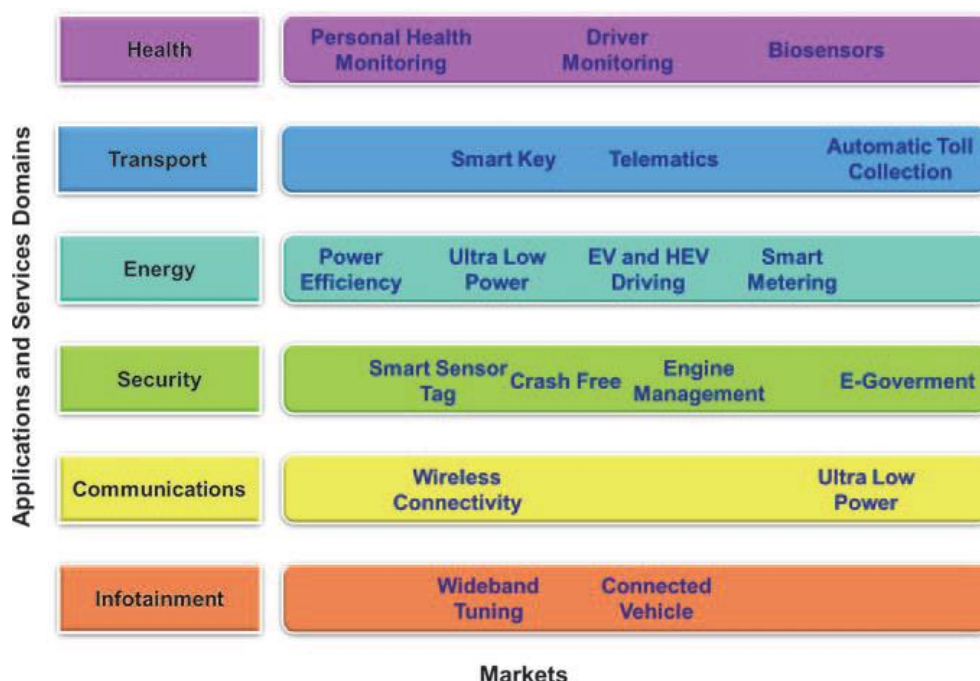 Applications and Services Domains
Health
Personal Health
Monitoring
Driver
Monitoring
Biosensors
Transport
Smart Key
Telematics
Automatic Toll
Collection
Energy
Power
Efficiency
Ultra Low
Power
EV and HEV
Driving
Smart
Metering
Security
Smart Sensor
Tag
Crash Free
Engine
Management
E-Goverment
Communications
Wireless
Connectivity
Ultra Low
Power
Infotainment
Wideband
Tuning
Connected
Vehicle
Markets